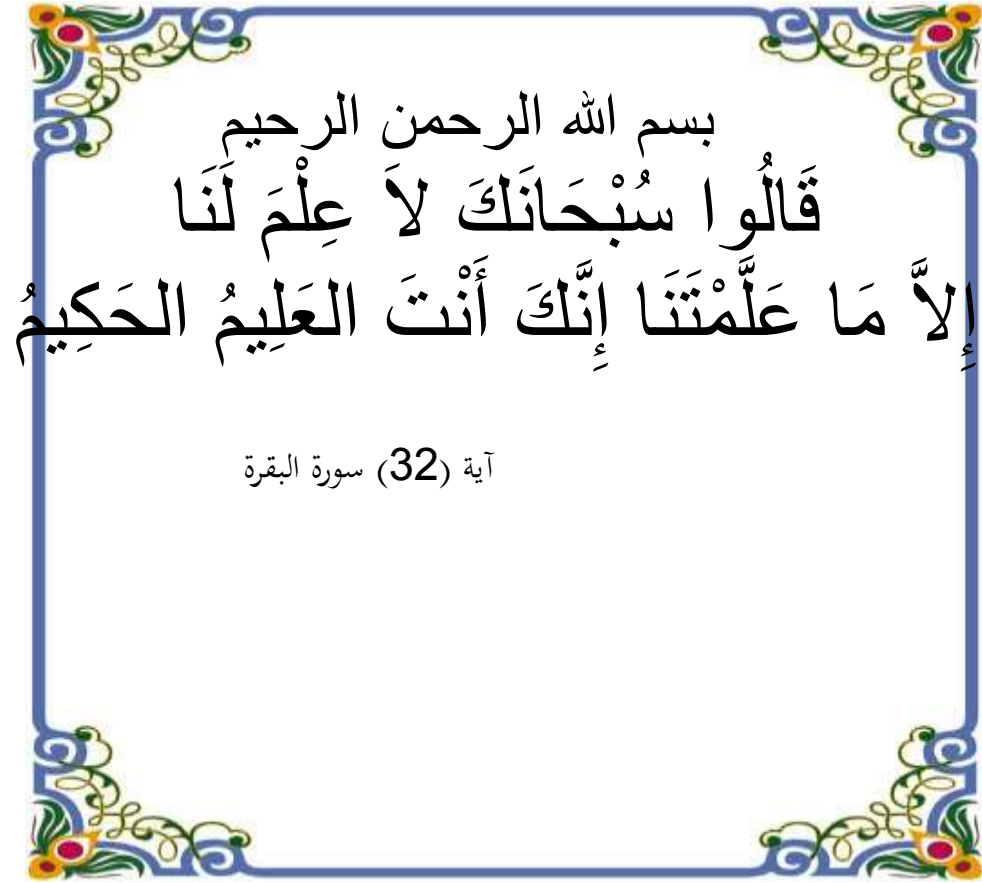 بسم الله الرحمن الرحيم
قَالُوا سُبْحَانَكَ لاَ عِلْمَ لَنَا
إِلاَّ مَا عَلَّمْتَنَا إِنَّكَ أَنْتَ العَلِيمُ الحَكِيمُ
آية (32) سورة البقرة